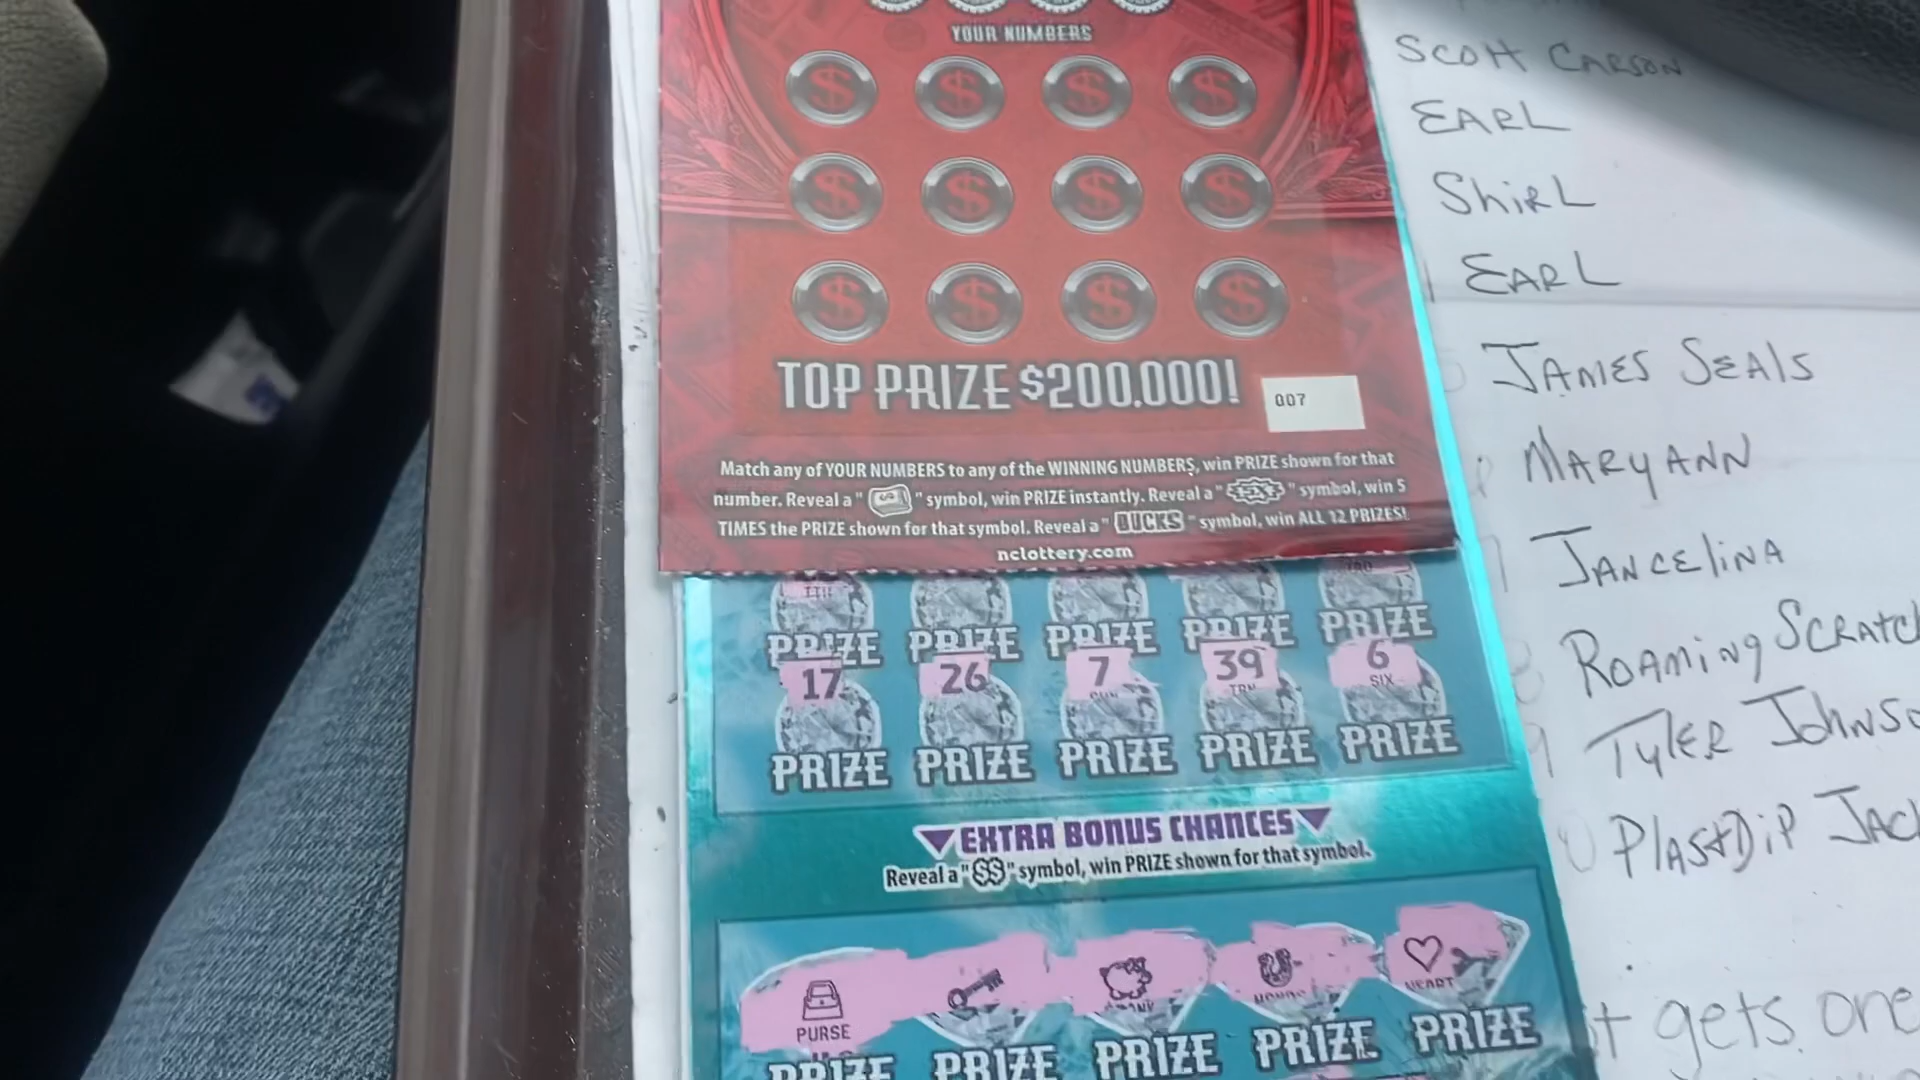 YOUR NUMBERS
TOP PRIZE $200,000!
007
Match any of YOUR NUMBERS to any of the WINNING NUMBERS, win PRIZE shown for that
number. Reveal a " " symbol, win PRIZE instantly. Reveal a " 5X " symbol, win 5
TIMES the PRIZE shown for that symbol. Reveal a " BUCKS " symbol, win ALL 12 PRIZES!
nclottery.com
PRIZE PRIZE PRIZE PRIZE PRIZE
17 26 7 39 6
SIX
PRIZE PRIZE PRIZE PRIZE PRIZE
EXTRA BONUS CHANCES
Reveal a "$$" symbol, win PRIZE shown for that symbol.
PURSE HEART
PRIZE PRIZE PRIZE PRIZE PRIZE
SCOTT CARSON
EARL
ShiRL
EARL
JAMES SEAlS
MARyANN
JANCEliNA
ROAMiNg SCRATCh
TylER JOhNSO
PlAStDiP JACK
t gets one